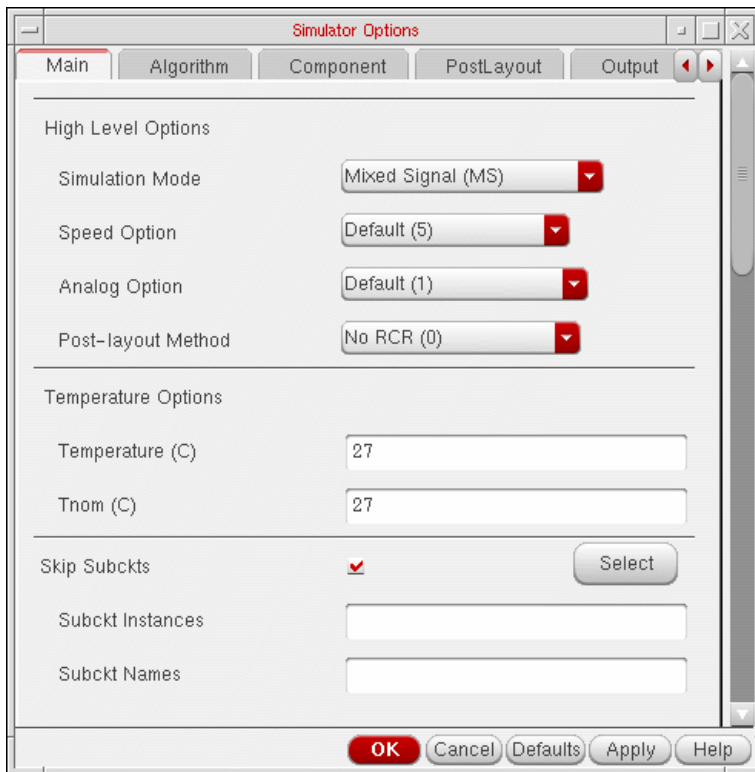 Simulator Options
Main Algorithm Component PostLayout Output
High Level Options
Simulation Mode Mixed Signal (MS)
Speed Option Default (5)
Analog Option Default (1)
Post-layout Method No RCR (0)
Temperature Options
Temperature (C) 27
Tnom (C) 27
Skip Subckts Select
Subckt Instances
Subckt Names
OK Cancel Defaults Apply Help